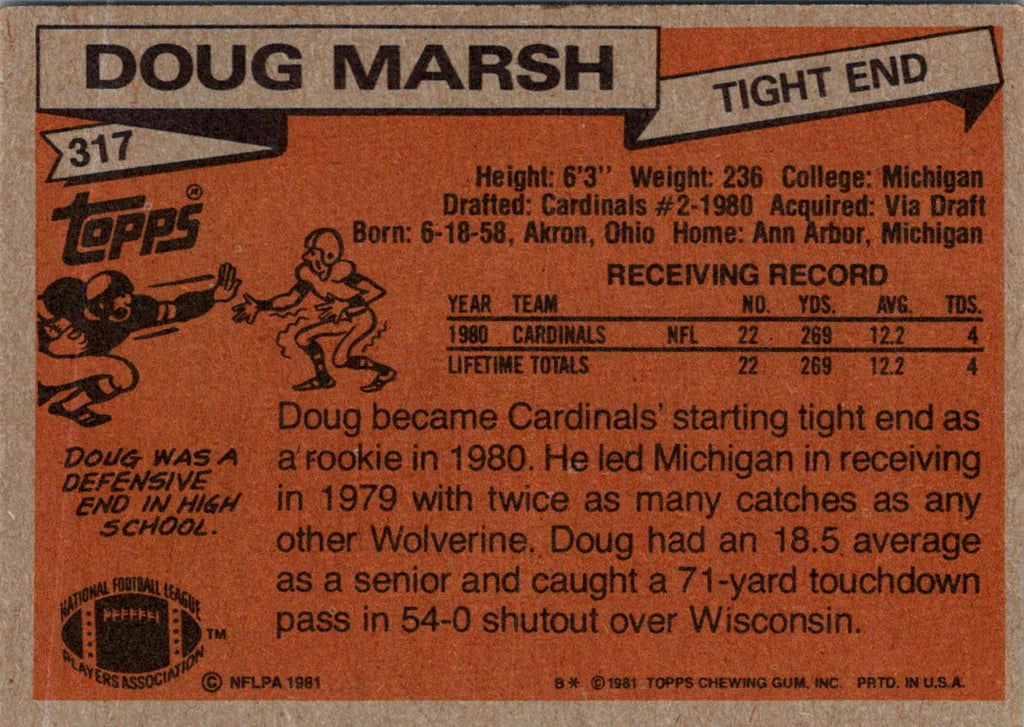 DOUG MARSH
TIGHT END
317
TOPPS®
Height: 6'3'' Weight: 236 College: Michigan
Drafted: Cardinals #2-1980 Acquired: Via Draft
Born: 6-18-58, Akron, Ohio Home: Ann Arbor, Michigan
RECEIVING RECORD
YEAR TEAM NO. YDS. AVG. TDS.
1980 CARDINALS NFL 22 269 12.2 4
LIFETIME TOTALS 22 269 12.2 4
Doug became Cardinals' starting tight end as
a rookie in 1980. He led Michigan in receiving
in 1979 with twice as many catches as any
other Wolverine. Doug had an 18.5 average
as a senior and caught a 71-yard touchdown
pass in 54-0 shutout over Wisconsin.
DOUG WAS A
DEFENSIVE
END IN HIGH
SCHOOL.
NATIONAL FOOTBALL LEAGUE
PLAYERS ASSOCIATION
TM
© NFLPA 1981
B* ©1981 TOPPS CHEWING GUM, INC. PRTD. IN U.S.A.